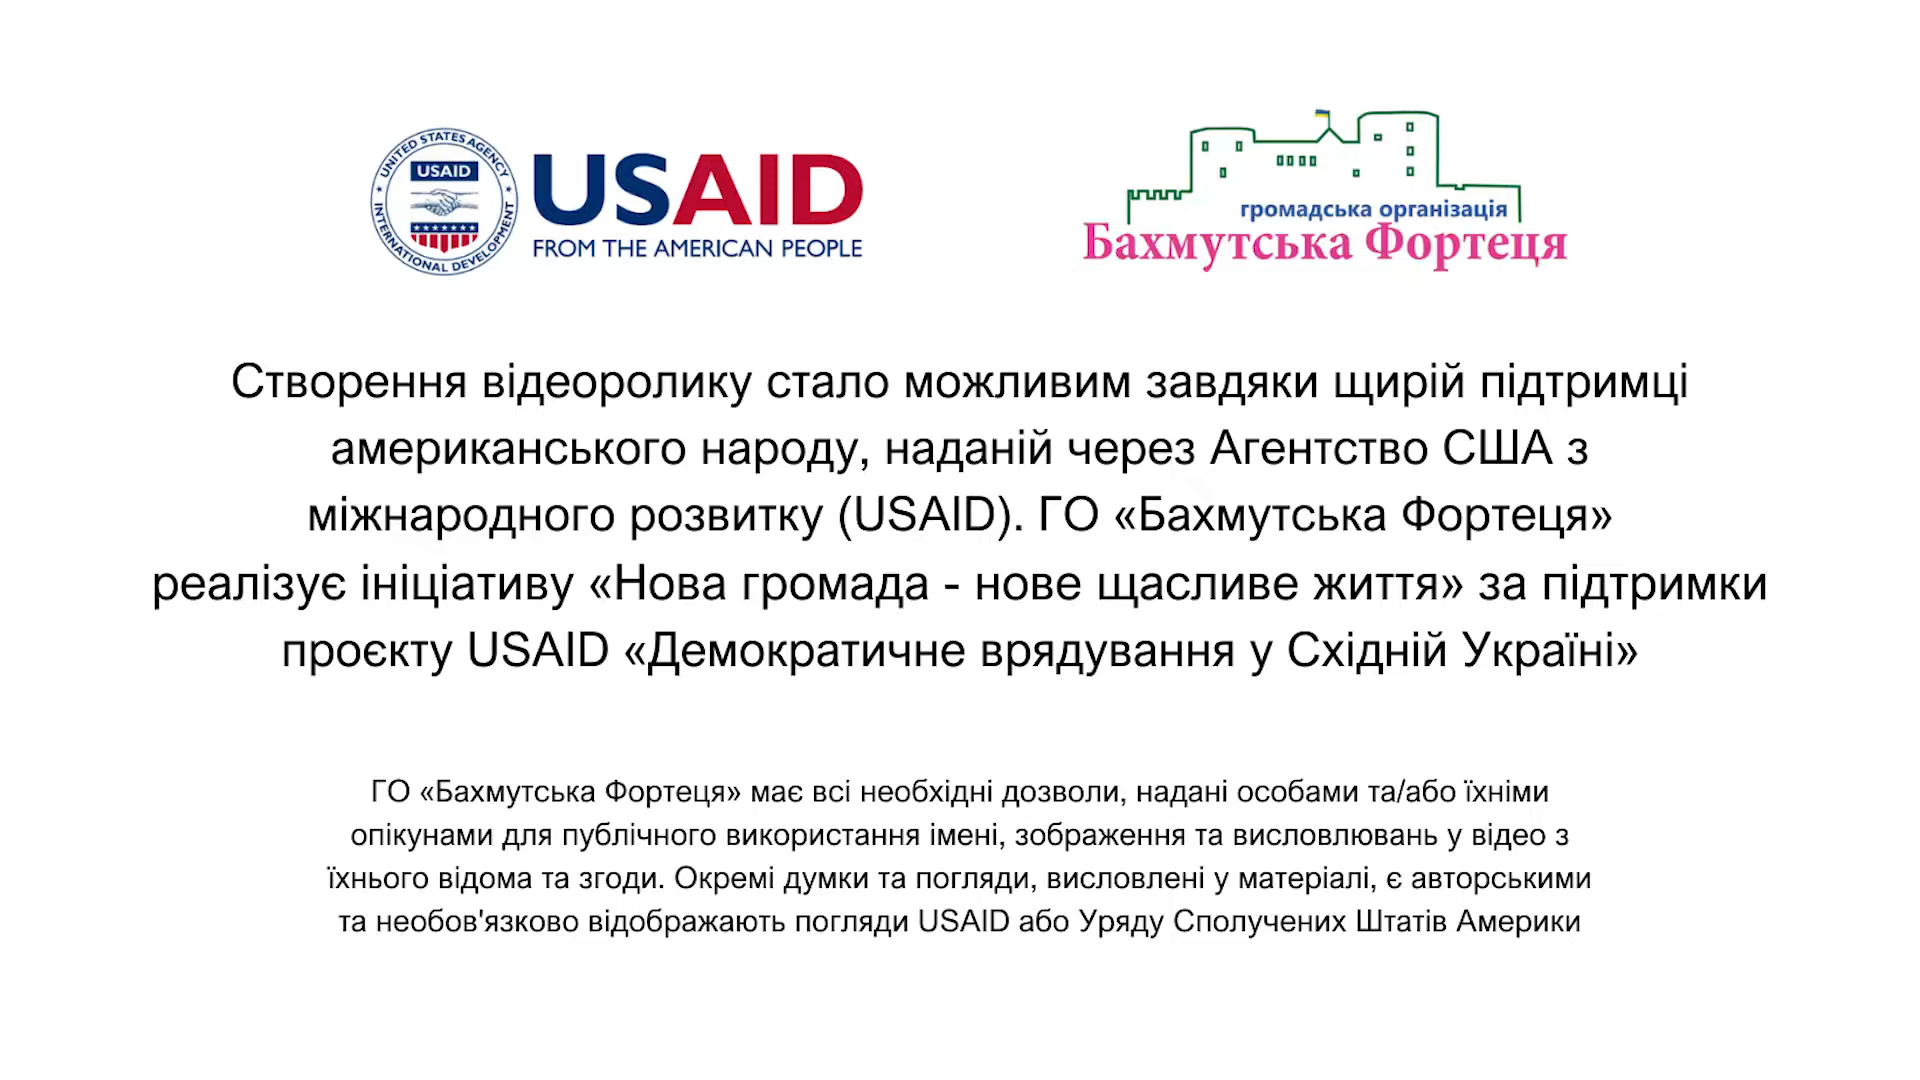 UNITED STATES AGENCY
USAID
INTERNATIONAL DEVELOPMENT
USAID
FROM THE AMERICAN PEOPLE
громадська організація
Бахмутська Фортеця
Створення відеоролику стало можливим завдяки щирій підтримці
американського народу, наданій через Агентство США з
міжнародного розвитку (USAID). ГО «Бахмутська Фортеця»
реалізує ініціативу «Нова громада - нове щасливе життя» за підтримки
проєкту USAID «Демократичне врядування у Східній Україні»
ГО «Бахмутська Фортеця» має всі необхідні дозволи, надані особами та/або їхніми
опікунами для публічного використання імені, зображення та висловлювань у відео з
їхнього відома та згоди. Окремі думки та погляди, висловлені у матеріалі, є авторськими
та необов'язково відображають погляди USAID або Уряду Сполучених Штатів Америки